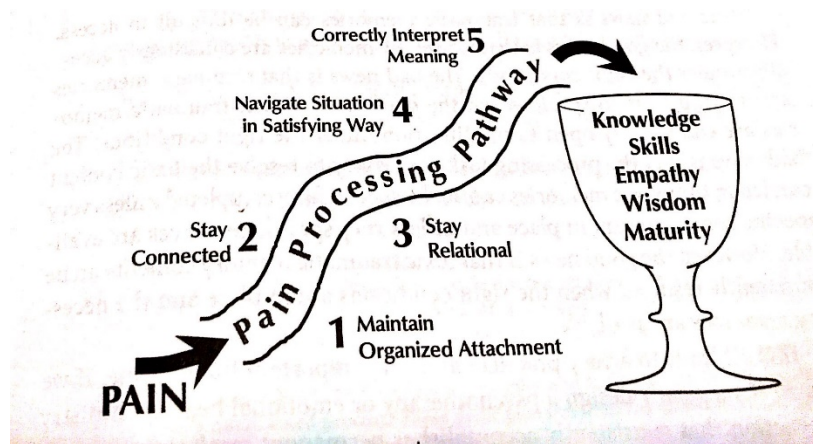 Correctly Interpret 5
Meaning
Navigate Situation 4
in Satisfying Way
Pain Processing Pathway
Stay 2
Connected
3 Stay
Relational
1 Maintain
Organized Attachment
PAIN
Knowledge
Skills
Empathy
Wisdom
Maturity